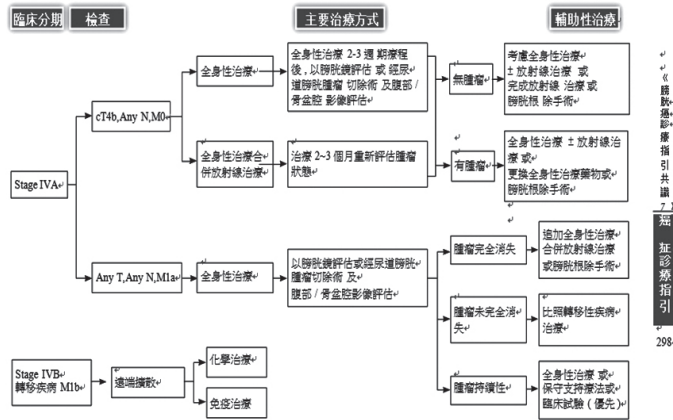 臨床分期
檢查
主要治療方式
輔助性治療
全身性治療
全身性治療 2-3 週 期療程
後 , 以膀胱鏡評估 或 經尿
道膀胱腫瘤 切除術 及腹部 /
骨盆腔 影像評估
無腫瘤
考慮全身性治療
± 放射線治療 或
完成放射線 治療 或
膀胱根 除手術
cT4b,Any N,M0
全身性治療合
併放射線治療
治療 2~3 個月重新評估腫瘤
狀態
有腫瘤
全身性治療 ± 放射線治
療 或
更換全身性治療藥物或
膀胱根除手術
Stage IVA
Any T,Any N,M1a
全身性治療
以膀胱鏡評估或經尿道膀胱
腫瘤切除術 及
腹部 / 骨盆腔影像評估
腫瘤完全消失
追加全身性治療
合併放射線治療
或膀胱根除手術
腫瘤未完全消
失
比照轉移性疾病
治療
腫瘤持續性
全身性治療 或
保守支持療法或
臨床試驗 ( 優先 )
Stage IVB
轉移疾病 M1b
遠端擴散
化學治療
免疫治療
《膀胱癌診療指引共識
癌症診療指引
298